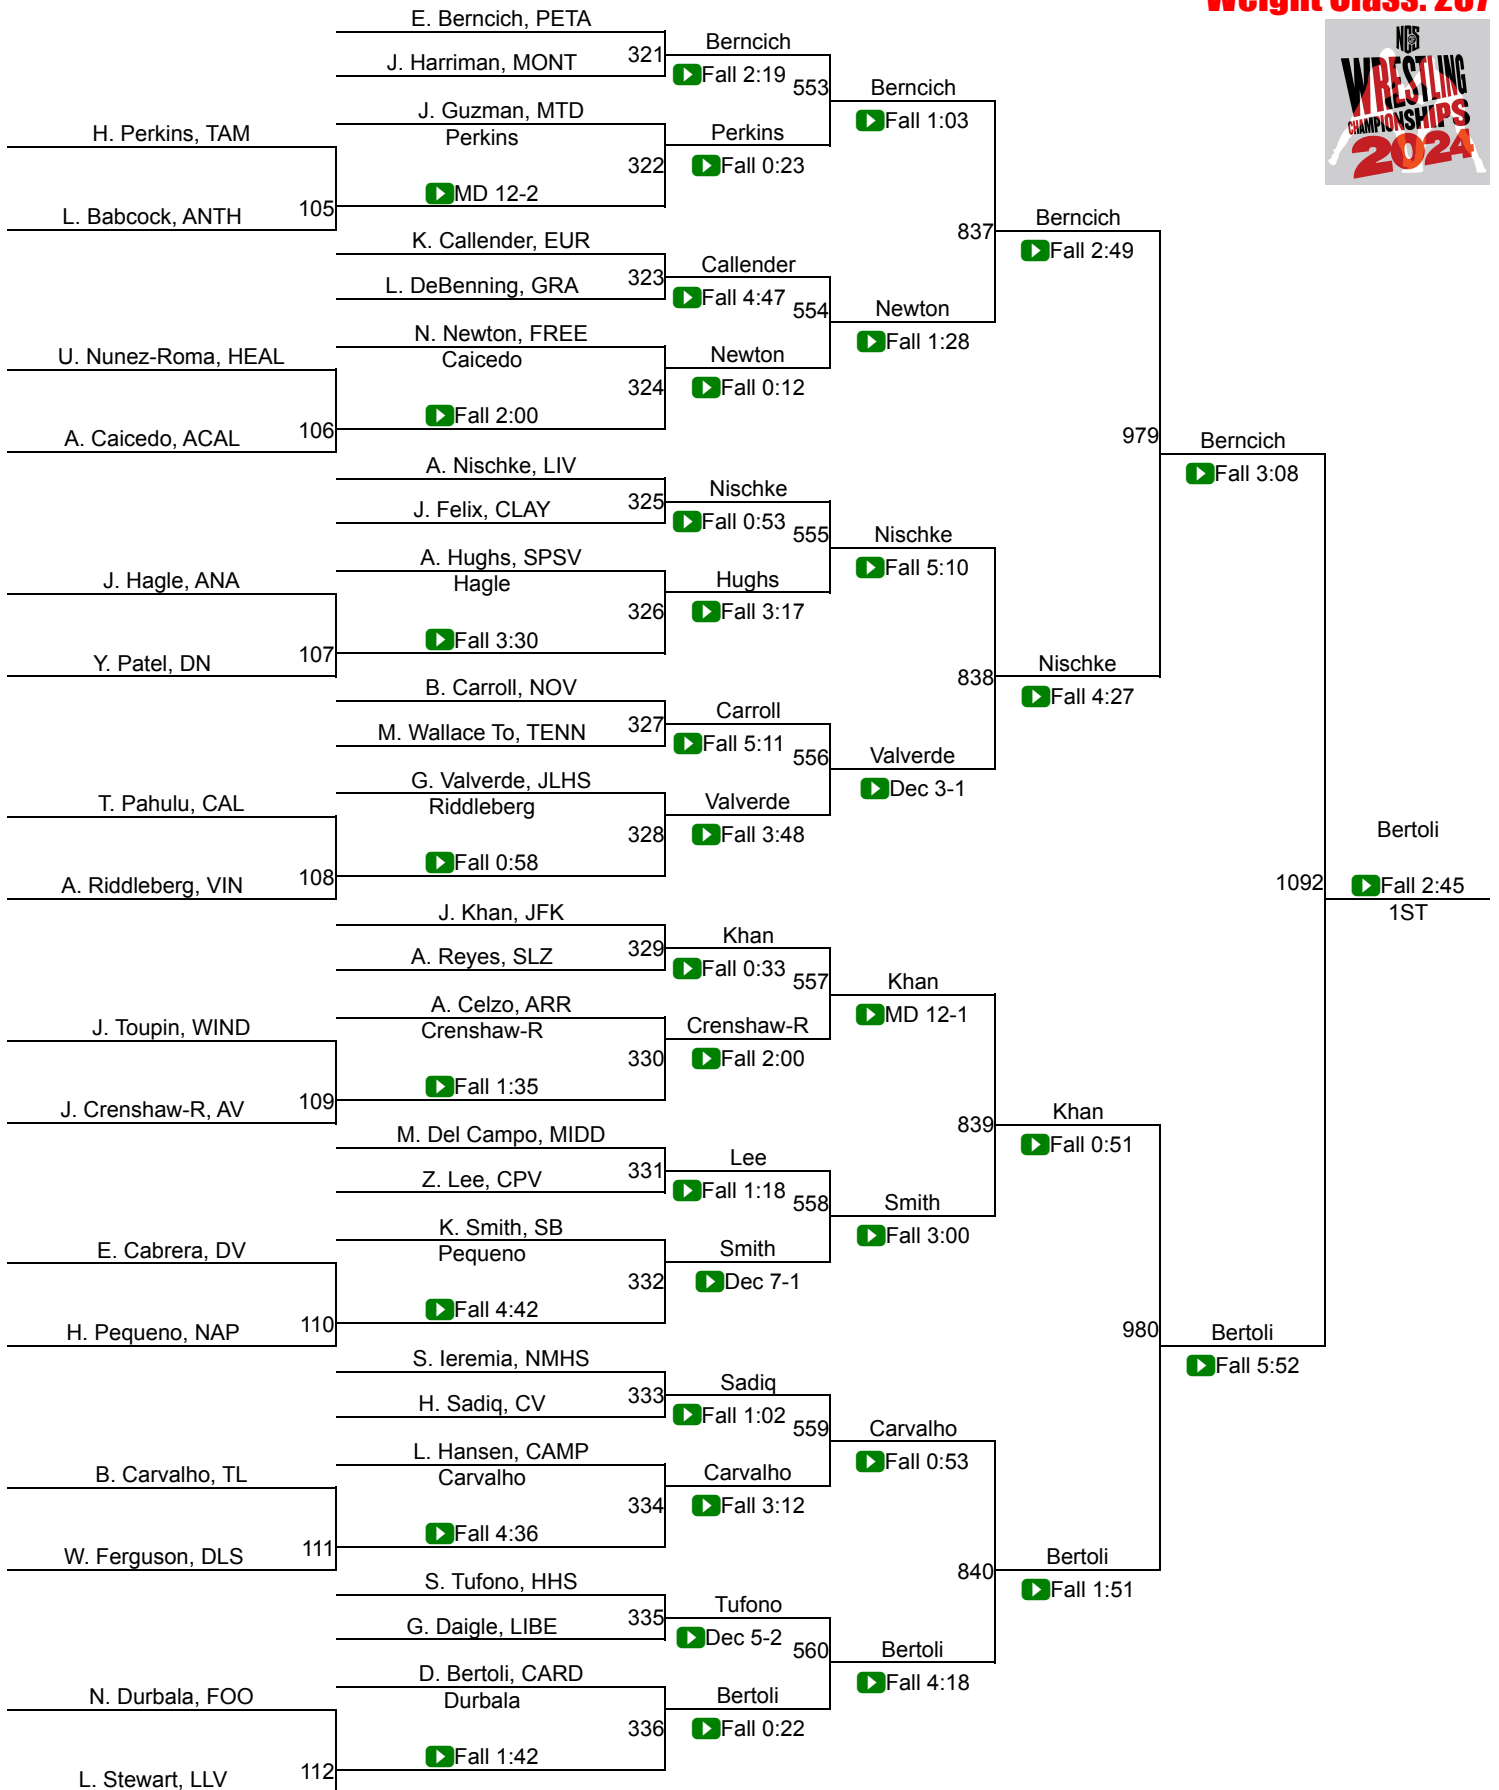 Weight Class: 287
NCS
WRESTLING
CHAMPIONSHIPS
2024
E. Berncich, PETA
321
J. Harriman, MONT
Berncich
Fall 2:19
553
J. Guzman, MTD
H. Perkins, TAM
Perkins
MD 12-2
105
L. Babcock, ANTH
322
Perkins
Fall 0:23
Berncich
Fall 1:03
837
K. Callender, EUR
323
L. DeBenning, GRA
Callender
Fall 4:47
554
N. Newton, FREE
U. Nunez-Roma, HEAL
Caicedo
Fall 2:00
106
A. Caicedo, ACAL
324
Newton
Fall 0:12
Newton
Fall 1:28
Berncich
Fall 2:49
979
A. Nischke, LIV
325
J. Felix, CLAY
Nischke
Fall 0:53
555
A. Hughs, SPSV
J. Hagle, ANA
Hagle
Fall 3:30
107
Y. Patel, DN
326
Hughs
Fall 3:17
Nischke
Fall 5:10
838
B. Carroll, NOV
327
M. Wallace To, TENN
Carroll
Fall 5:11
556
G. Valverde, JLHS
T. Pahulu, CAL
Riddleberg
Fall 0:58
108
A. Riddleberg, VIN
328
Valverde
Fall 3:48
Valverde
Dec 3-1
Nischke
Fall 4:27
Berncich
Fall 3:08
1092
Bertoli
Fall 2:45
1ST
J. Khan, JFK
329
A. Reyes, SLZ
Khan
Fall 0:33
557
A. Celzo, ARR
J. Toupin, WIND
Crenshaw-R
Fall 1:35
109
J. Crenshaw-R, AV
330
Crenshaw-R
Fall 2:00
Khan
MD 12-1
839
M. Del Campo, MIDD
331
Z. Lee, CPV
Lee
Fall 1:18
558
K. Smith, SB
E. Cabrera, DV
Pequeno
Fall 4:42
110
H. Pequeno, NAP
332
Smith
Dec 7-1
Smith
Fall 3:00
Khan
Fall 0:51
980
Bertoli
Fall 5:52
S. Ieremia, NMHS
333
H. Sadiq, CV
Sadiq
Fall 1:02
559
L. Hansen, CAMP
B. Carvalho, TL
Carvalho
Fall 4:36
111
W. Ferguson, DLS
334
Carvalho
Fall 3:12
Carvalho
Fall 0:53
840
Bertoli
Fall 1:51
S. Tufono, HHS
335
G. Daigle, LIBE
Tufono
Dec 5-2
560
D. Bertoli, CARD
N. Durbala, FOO
Durbala
Fall 1:42
112
L. Stewart, LLV
336
Bertoli
Fall 0:22
Bertoli
Fall 4:18